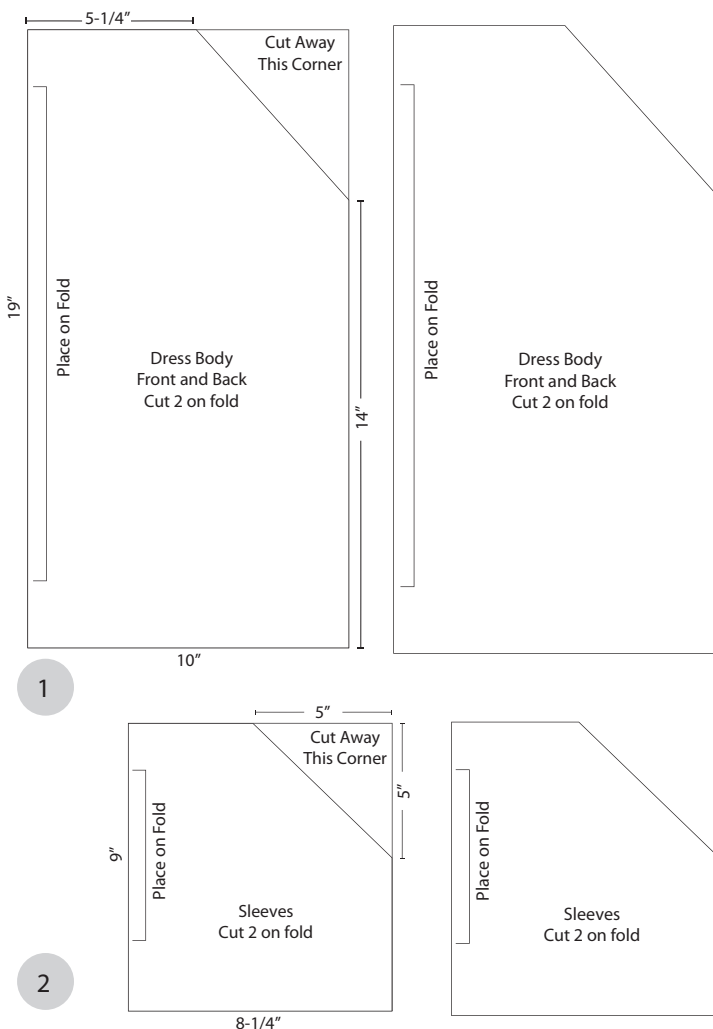 5-1/4”
Cut Away
This Corner
19”
Place on Fold
Dress Body
Front and Back
Cut 2 on fold
14”
10”
Place on Fold
Dress Body
Front and Back
Cut 2 on fold
1
5”
Cut Away
This Corner
5”
9”
Place on Fold
Sleeves
Cut 2 on fold
8-1/4”
Place on Fold
Sleeves
Cut 2 on fold
2